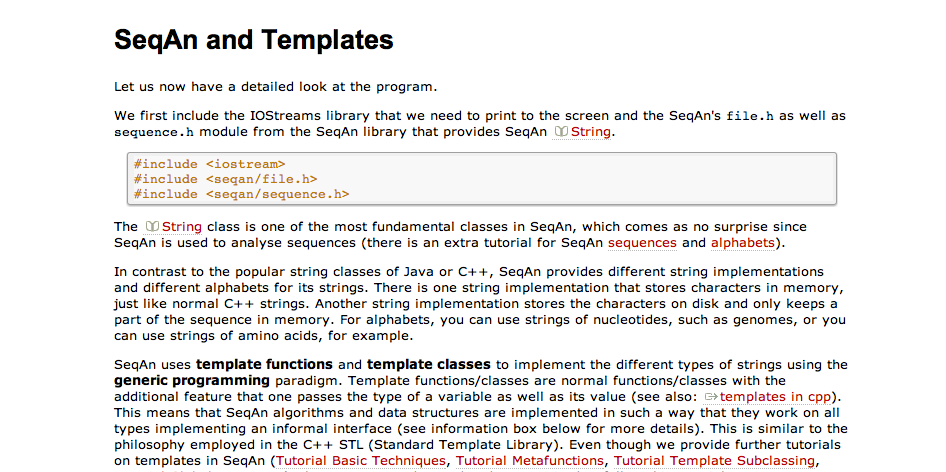 SeqAn and Templates
Let us now have a detailed look at the program.
We first include the IOStreams library that we need to print to the screen and the SeqAn's file.h as well as
sequence.h module from the SeqAn library that provides SeqAn String.
#include <iostream>
#include <seqan/file.h>
#include <seqan/sequence.h>
The String class is one of the most fundamental classes in SeqAn, which comes as no surprise since
SeqAn is used to analyse sequences (there is an extra tutorial for SeqAn sequences and alphabets).
In contrast to the popular string classes of Java or C++, SeqAn provides different string implementations
and different alphabets for its strings. There is one string implementation that stores characters in memory,
just like normal C++ strings. Another string implementation stores the characters on disk and only keeps a
part of the sequence in memory. For alphabets, you can use strings of nucleotides, such as genomes, or you
can use strings of amino acids, for example.
SeqAn uses template functions and template classes to implement the different types of strings using the
generic programming paradigm. Template functions/classes are normal functions/classes with the
additional feature that one passes the type of a variable as well as its value (see also: templates in cpp).
This means that SeqAn algorithms and data structures are implemented in such a way that they work on all
types implementing an informal interface (see information box below for more details). This is similar to the
philosophy employed in the C++ STL (Standard Template Library). Even though we provide further tutorials
on templates in SeqAn (Tutorial Basic Techniques, Tutorial Metafunctions, Tutorial Template Subclassing,